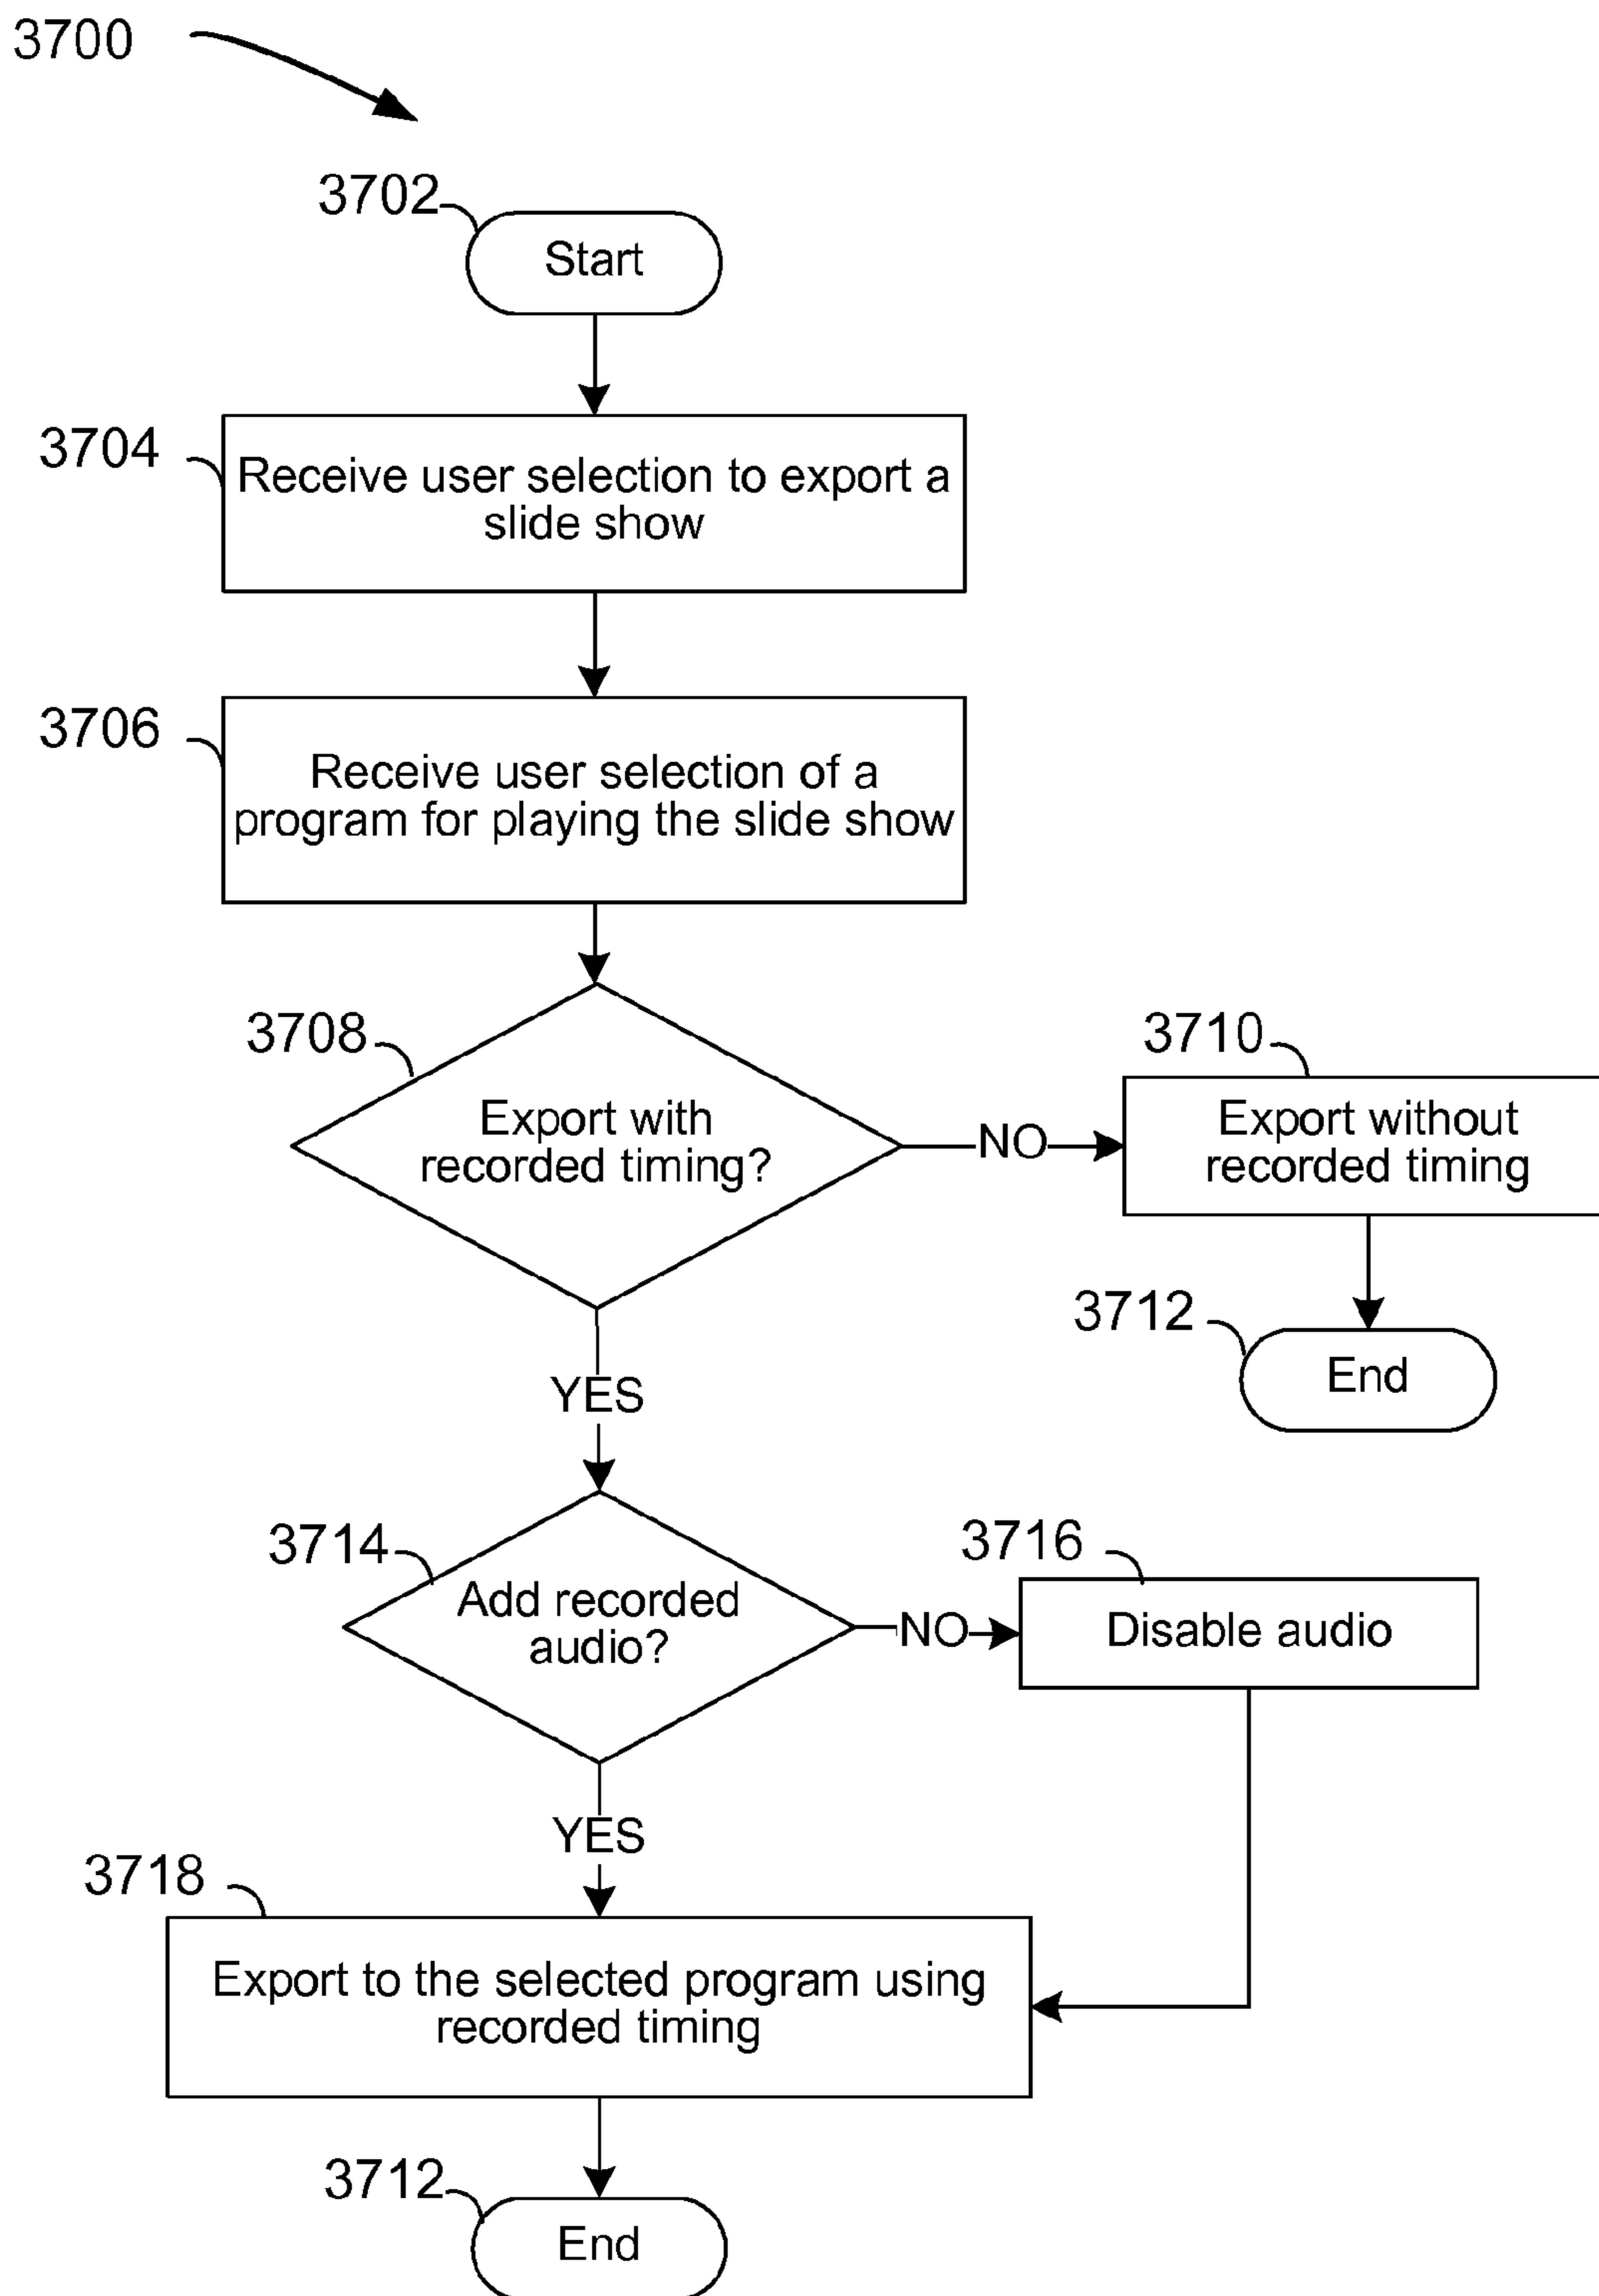 3700
3702
Start
3704
Receive user selection to export a
slide show
3706
Receive user selection of a
program for playing the slide show
3708
Export with
recorded timing?
NO
3710
Export without
recorded timing
3712
End
YES
3714
Add recorded
audio?
NO
3716
Disable audio
YES
3718
Export to the selected program using
recorded timing
3712
End